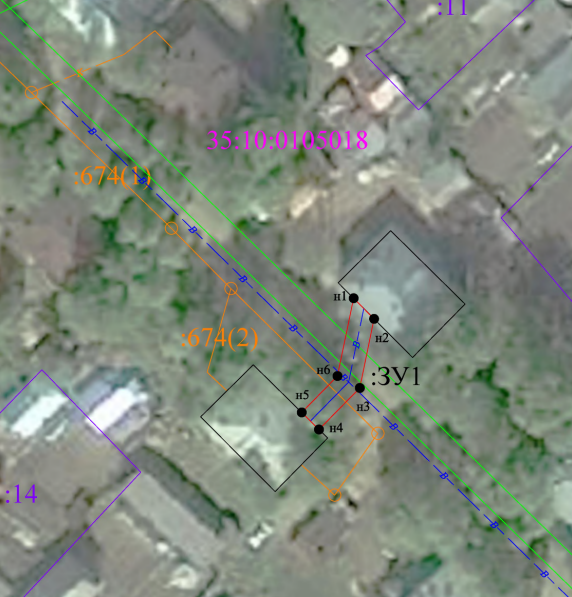 :11
35:10:0105018
:674(1)
В
В
В
В
н1
н2
:674(2)
В
В
н6
:ЗУ1
В
н5
н3
н4
В
В
:14
В
В